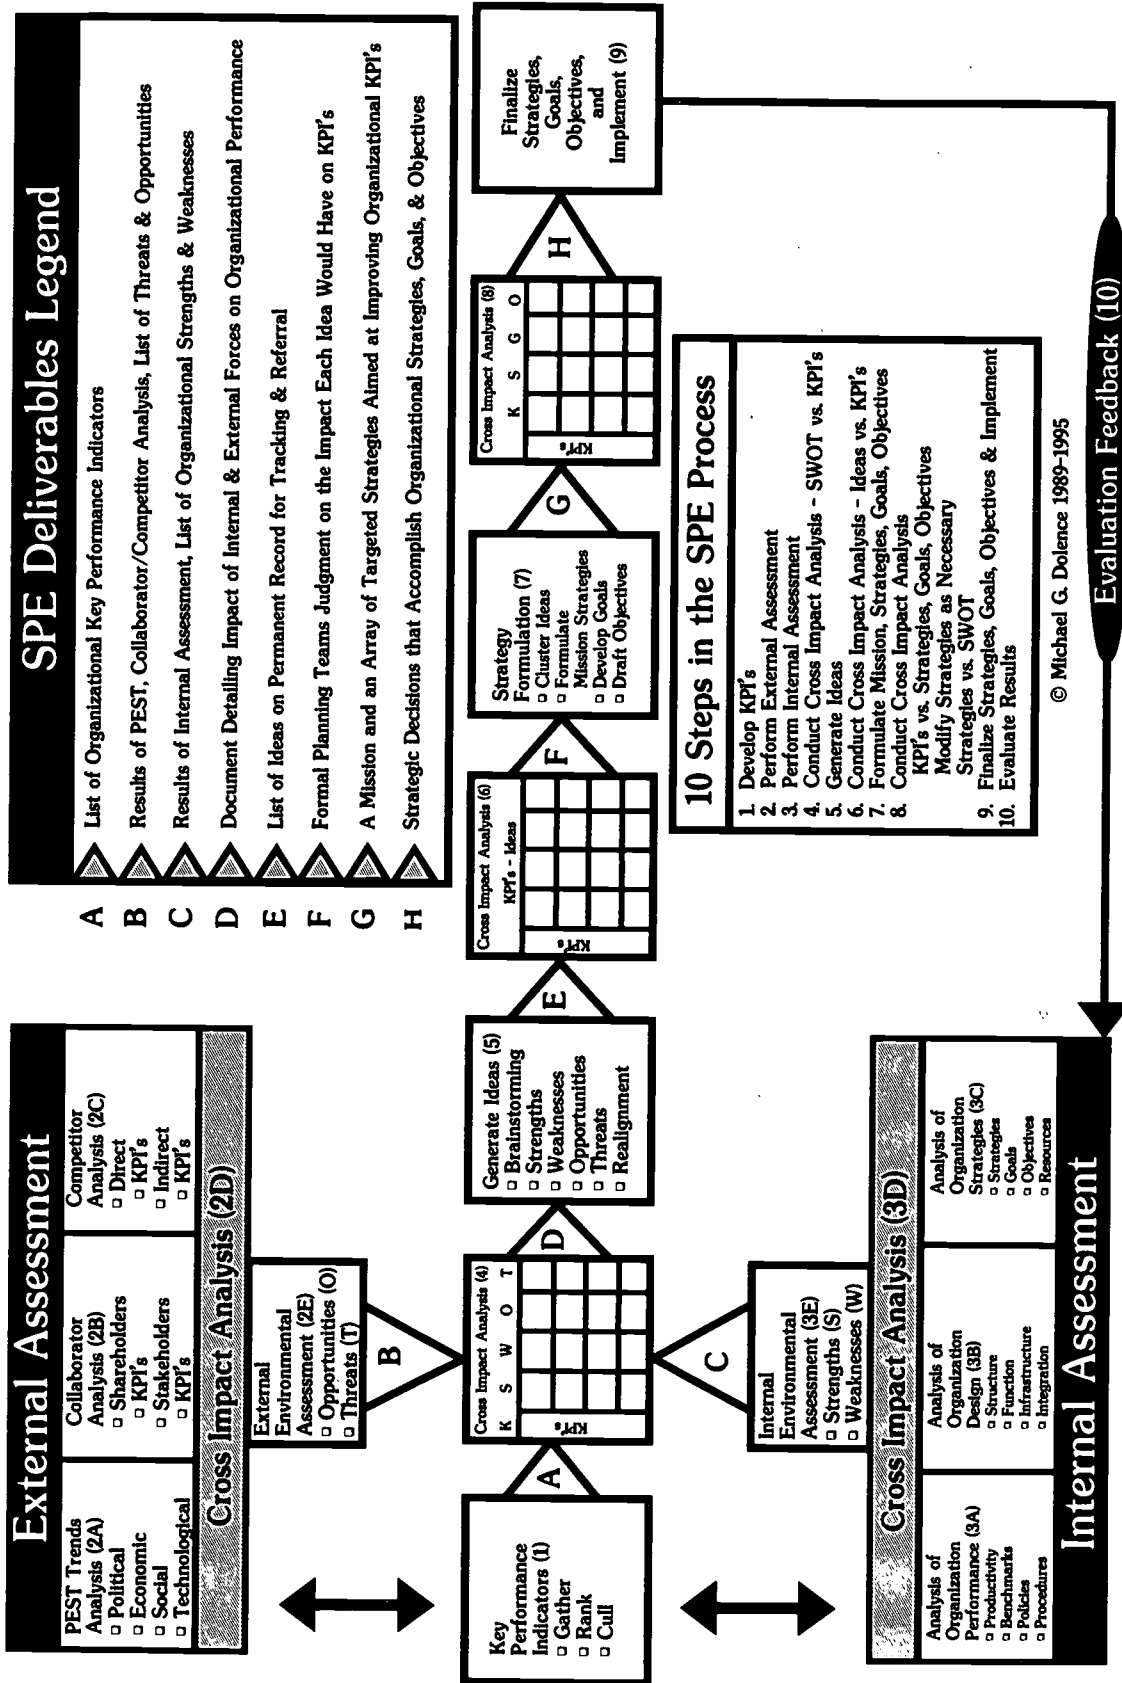 External Assessment
PEST Trends
Analysis (2A)
▫ Political
▫ Economic
▫ Social
▫ Technological
Collaborator
Analysis (2B)
▫ Shareholders
▫ KPI's
▫ Stakeholders
▫ KPI's
Competitor
Analysis (2C)
▫ Direct
▫ KPI's
▫ Indirect
▫ KPI's
Cross Impact Analysis (2D)
External
Environmental
Assessment (2E)
▫ Opportunities (O)
▫ Threats (T)
B
SPE Deliverables Legend
A List of Organizational Key Performance Indicators
B Results of PEST, Collaborator/Competitor Analysis, List of Threats & Opportunities
C Results of Internal Assessment, List of Organizational Strengths & Weaknesses
D Document Detailing Impact of Internal & External Forces on Organizational Performance
E List of Ideas on Permanent Record for Tracking & Referral
F Formal Planning Teams Judgment on the Impact Each Idea Would Have on KPI's
G A Mission and an Array of Targeted Strategies Aimed at Improving Organizational KPI's
H Strategic Decisions that Accomplish Organizational Strategies, Goals, & Objectives
Key
Performance
Indicators (1)
▫ Gather
▫ Rank
▫ Cull
A
Cross Impact Analysis (4)
K S W O T
KPI's
D
Generate Ideas (5)
▫ Brainstorming
▫ Strengths
▫ Weaknesses
▫ Opportunities
▫ Threats
▫ Realignment
E
Cross Impact Analysis (6)
KPI's - Ideas
KPI's
F
Strategy
Formulation (7)
▫ Cluster Ideas
▫ Formulate
Mission Strategies
▫ Develop Goals
▫ Draft Objectives
G
Cross Impact Analysis (8)
K S G O
KPI's
H
Finalize
Strategies,
Goals,
Objectives,
and
Implement (9)
C
Internal
Environmental
Assessment (3E)
▫ Strengths (S)
▫ Weaknesses (W)
Cross Impact Analysis (3D)
Analysis of
Organization
Performance (3A)
▫ Productivity
▫ Benchmarks
▫ Policies
▫ Procedures
Analysis of
Organization
Design (3B)
▫ Structure
▫ Function
▫ Infrastructure
▫ Integration
Analysis of
Organization
Strategies (3C)
▫ Strategies
▫ Goals
▫ Objectives
▫ Resources
Internal Assessment
10 Steps in the SPE Process
1. Develop KPI's
2. Perform External Assessment
3. Perform Internal Assessment
4. Conduct Cross Impact Analysis - SWOT vs. KPI's
5. Generate Ideas
6. Conduct Cross Impact Analysis - Ideas vs. KPI's
7. Formulate Mission, Strategies, Goals, Objectives
8. Conduct Cross Impact Analysis
KPI's vs. Strategies, Goals, Objectives
Modify Strategies as Necessary
Strategies vs. SWOT
9. Finalize Strategies, Goals, Objectives & Implement
10. Evaluate Results
© Michael G. Dolence 1989-1995
Evaluation Feedback (10)